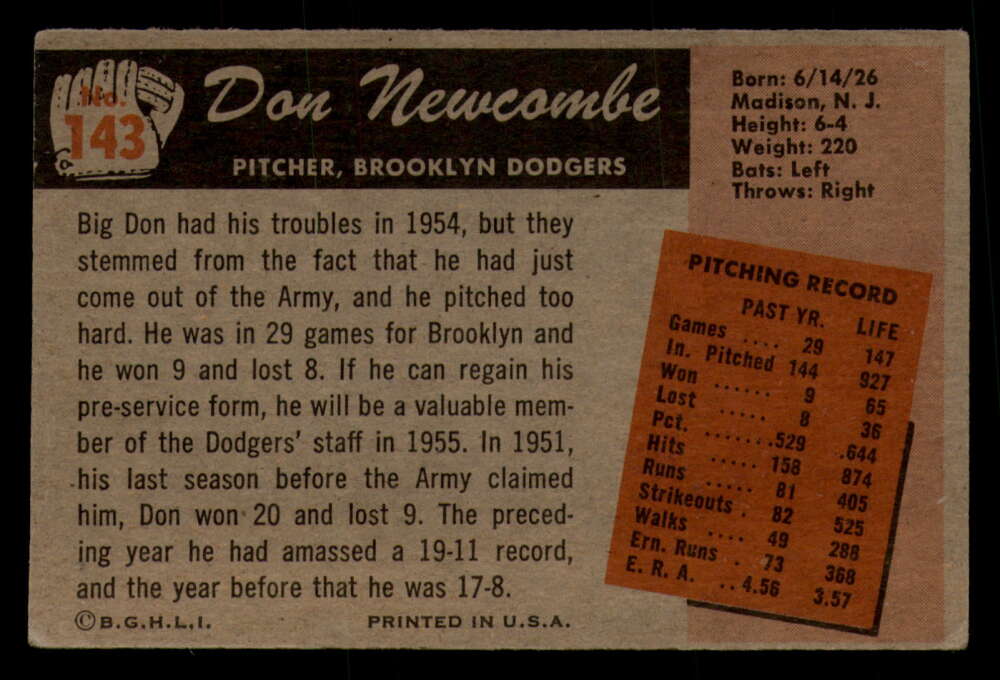 No.
143
Don Newcombe
PITCHER, BROOKLYN DODGERS
Born: 6/14/26
Madison, N. J.
Height: 6-4
Weight: 220
Bats: Left
Throws: Right
Big Don had his troubles in 1954, but they
stemmed from the fact that he had just
come out of the Army, and he pitched too
hard. He was in 29 games for Brooklyn and
he won 9 and lost 8. If he can regain his
pre-service form, he will be a valuable mem-
ber of the Dodgers' staff in 1955. In 1951,
his last season before the Army claimed
him, Don won 20 and lost 9. The preced-
ing year he had amassed a 19-11 record,
and the year before that he was 17-8.
©B.G.H.L.I. PRINTED IN U.S.A.
PITCHING RECORD
PAST YR. LIFE
Games .... 29 147
In. Pitched 144 927
Won ...... 9 65
Lost ..... 8 36
Pct. .......529 .644
Hits ..... 158 874
Runs ..... 81 405
Strikeouts . 82 525
Walks .... 49 288
Ern. Runs . 73 368
E. R. A. ..4.56 3.57